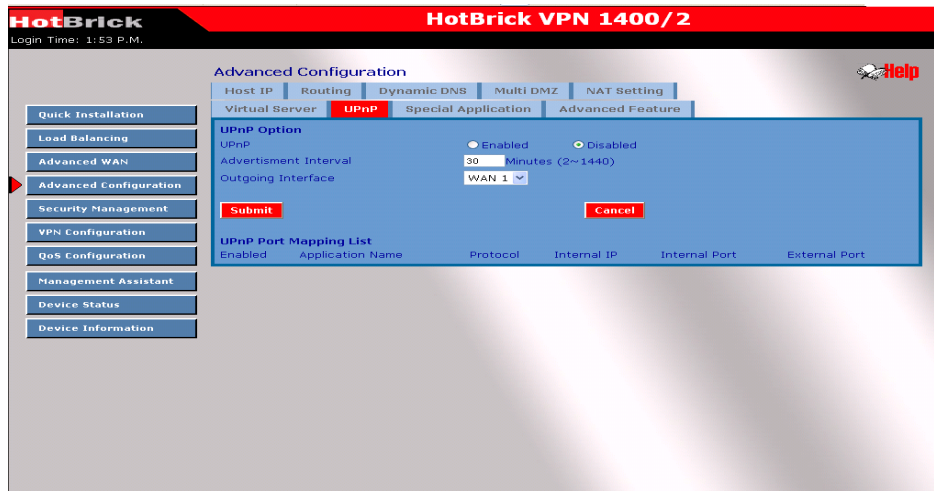 HotBrick
HotBrick VPN 1400/2
Login Time: 1:53 P.M.
Advanced Configuration
Help
Host IP Routing Dynamic DNS Multi DMZ NAT Setting
Virtual Server UPnP Special Application Advanced Feature
Quick Installation
Load Balancing
Advanced WAN
Advanced Configuration
Security Management
VPN Configuration
QoS Configuration
Management Assistant
Device Status
Device Information
UPnP Option
UPnP Enabled Disabled
Advertisment Interval 30 Minutes (2~1440)
Outgoing Interface WAN 1
Submit Cancel
UPnP Port Mapping List
Enabled Application Name Protocol Internal IP Internal Port External Port